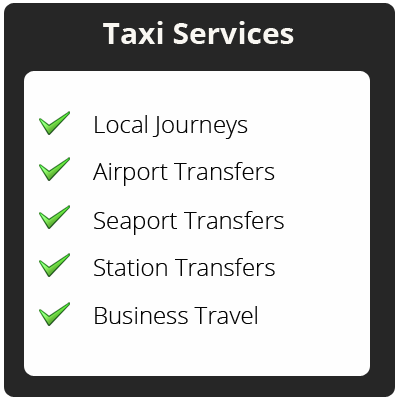 Taxi Services
Local Journeys
Airport Transfers
Seaport Transfers
Station Transfers
Business Travel